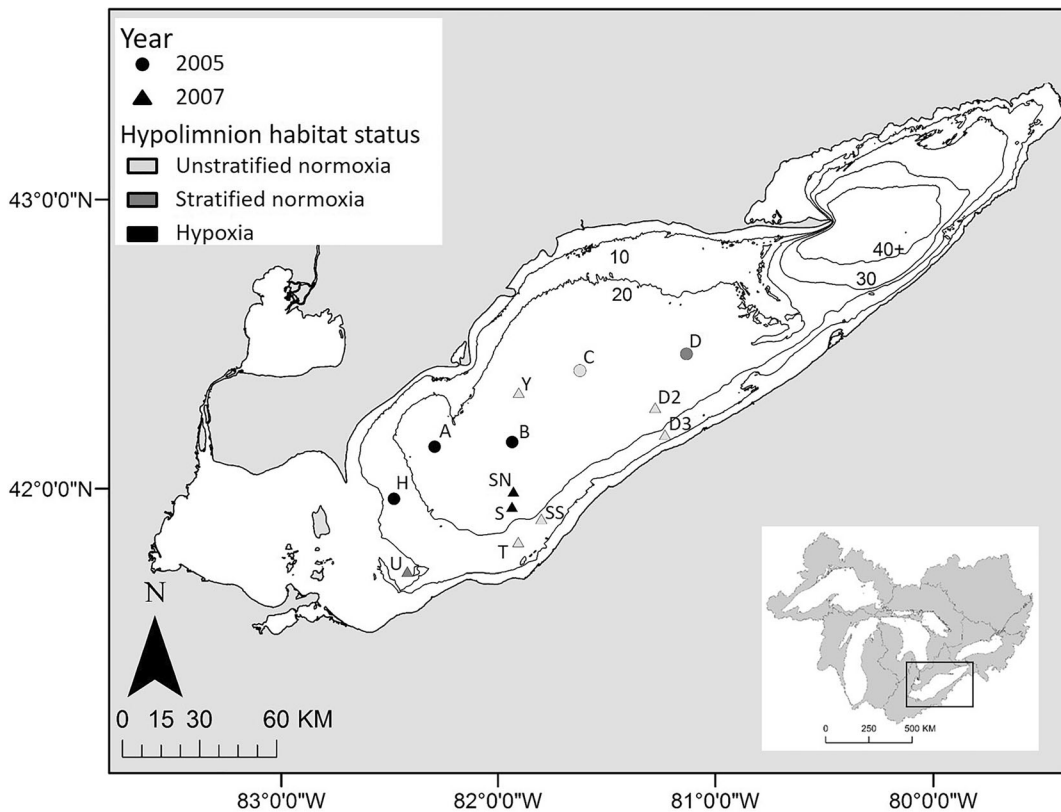 Year
2005
2007
Hypolimnion habitat status
Unstratified normoxia
Stratified normoxia
Hypoxia
43°0'0"N
42°0'0"N
10
20
30
40+
C
D
Y
D2
D3
A
B
H
SN
S
SS
T
U
N
0 15 30 60 KM
0 250 500 KM
83°0'0"W 82°0'0"W 81°0'0"W 80°0'0"W